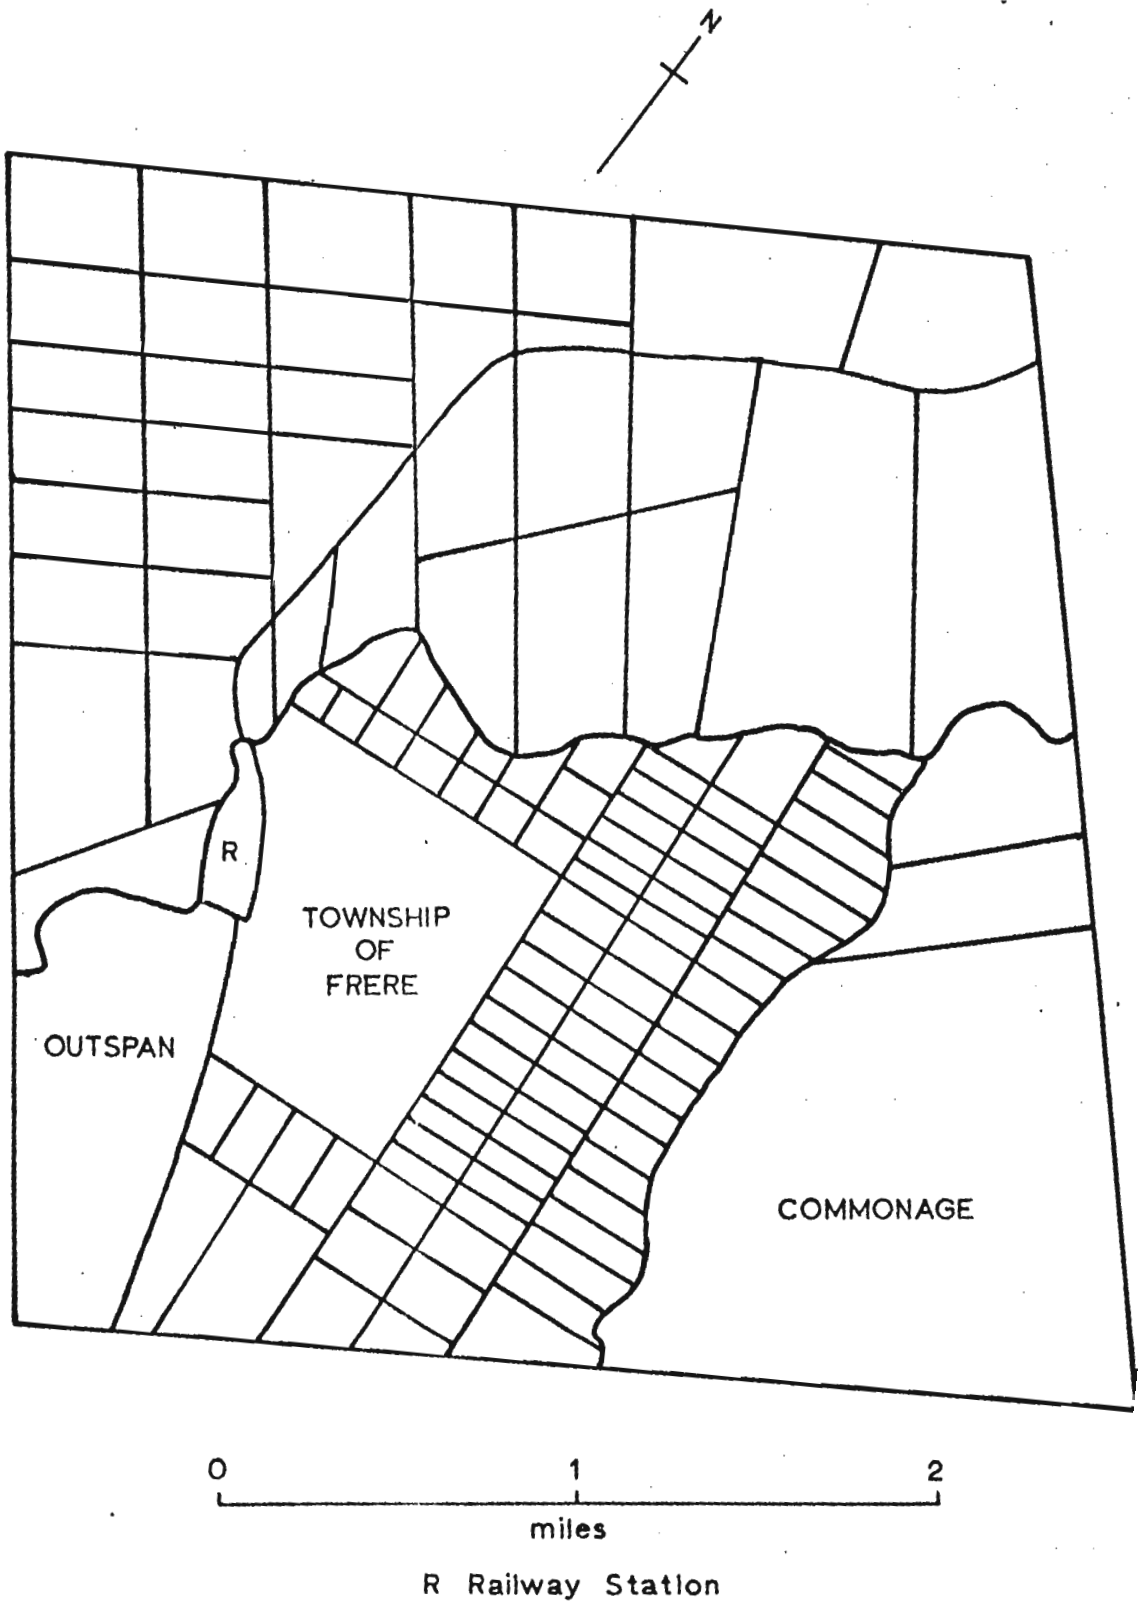 N
R
TOWNSHIP
OF
FRERE
OUTSPAN
COMMONAGE
0 1 2
miles
R Railway Station